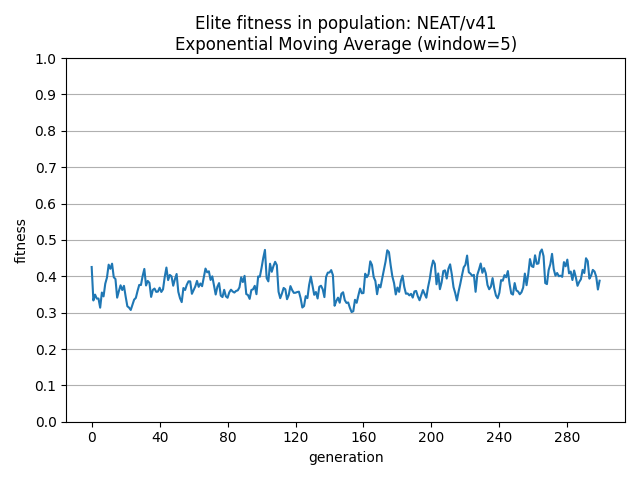 Elite fitness in population: NEAT/v41
Exponential Moving Average (window=5)
1.0
0.9
0.8
0.7
0.6
0.5
0.4
0.3
0.2
0.1
0.0
fitness
0 40 80 120 160 200 240 280
generation